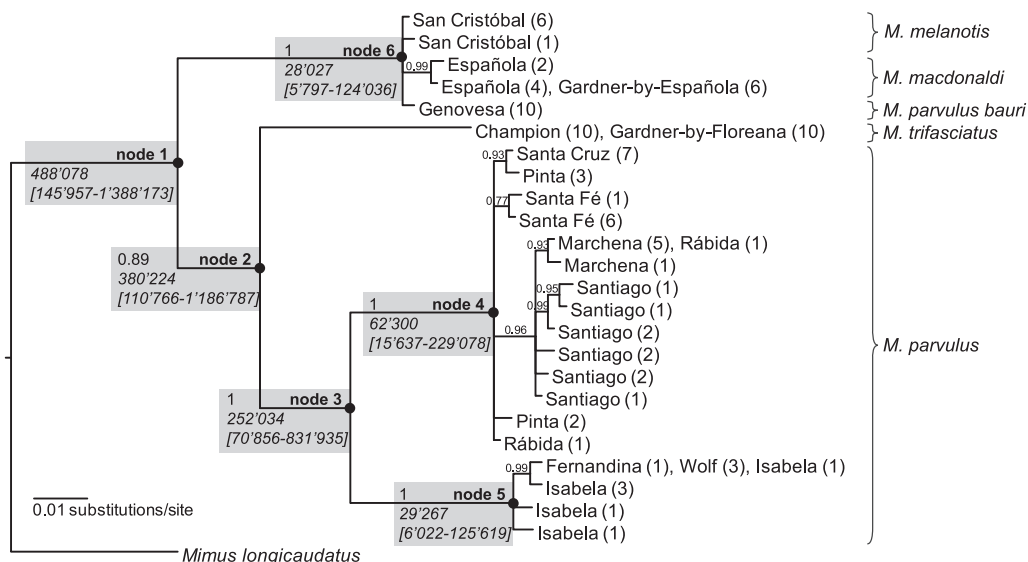 San Cristóbal (6)
San Cristóbal (1)
M. melanotis
1 node 6
28'027
[5'797-124'036]
0.99
Española (2)
Española (4), Gardner-by-Española (6)
M. macdonaldi
Genovesa (10)
M. parvulus bauri
Champion (10), Gardner-by-Floreana (10)
M. trifasciatus
node 1
488'078
[145'957-1'388'173]
0.93
Santa Cruz (7)
Pinta (3)
0.77
Santa Fé (1)
Santa Fé (6)
0.89 node 2
380'224
[110'766-1'186'787]
0.93
Marchena (5), Rábida (1)
Marchena (1)
0.95
Santiago (1)
0.99
Santiago (1)
Santiago (2)
1 node 4
62'300
[15'637-229'078]
0.96
Santiago (2)
Santiago (2)
Santiago (1)
M. parvulus
Pinta (2)
Rábida (1)
1 node 3
252'034
[70'856-831'935]
0.99
Fernandina (1), Wolf (3), Isabela (1)
Isabela (3)
1 node 5
29'267
[6'022-125'619]
Isabela (1)
Isabela (1)
0.01 substitutions/site
Mimus longicaudatus